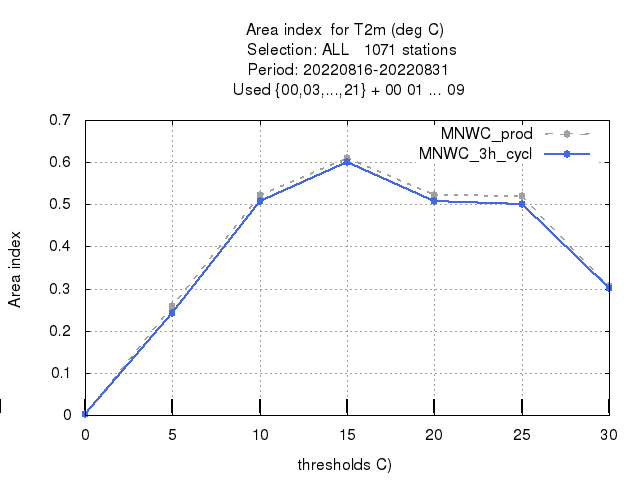 Area index  for T2m (deg C)
Selection: ALL   1071 stations
Period: 20220816-20220831
Used {00,03,...,21} + 00 01 ... 09
MNWC_prod
MNWC_3h_cycl
0.7
0.6
0.5
0.4
0.3
0.2
0.1
0
Area index
0 5 10 15 20 25 30
thresholds C)